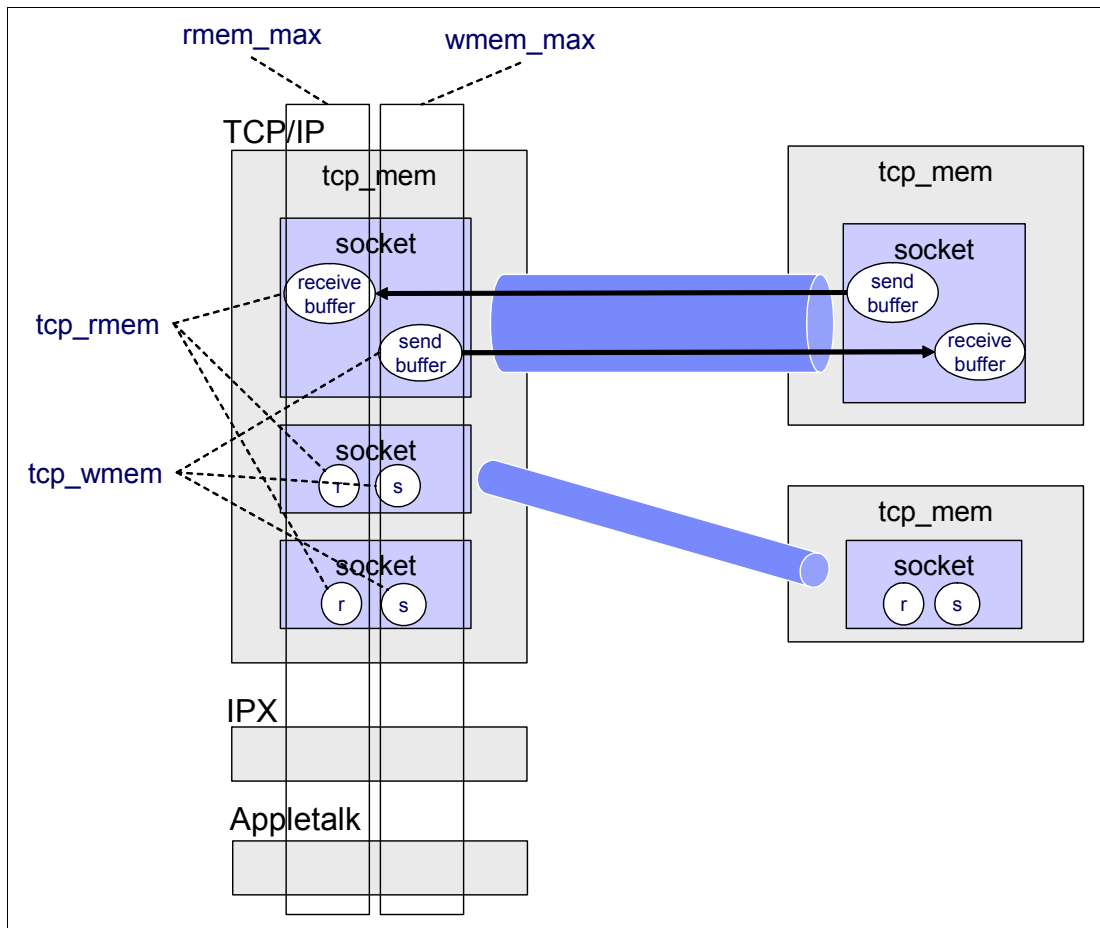 rmem_max
wmem_max
TCP/IP
tcp_mem
socket
receive
buffer
send
buffer
tcp_rmem
tcp_wmem
socket
r
s
socket
r
s
IPX
Appletalk
tcp_mem
socket
send
buffer
receive
buffer
tcp_mem
socket
r
s